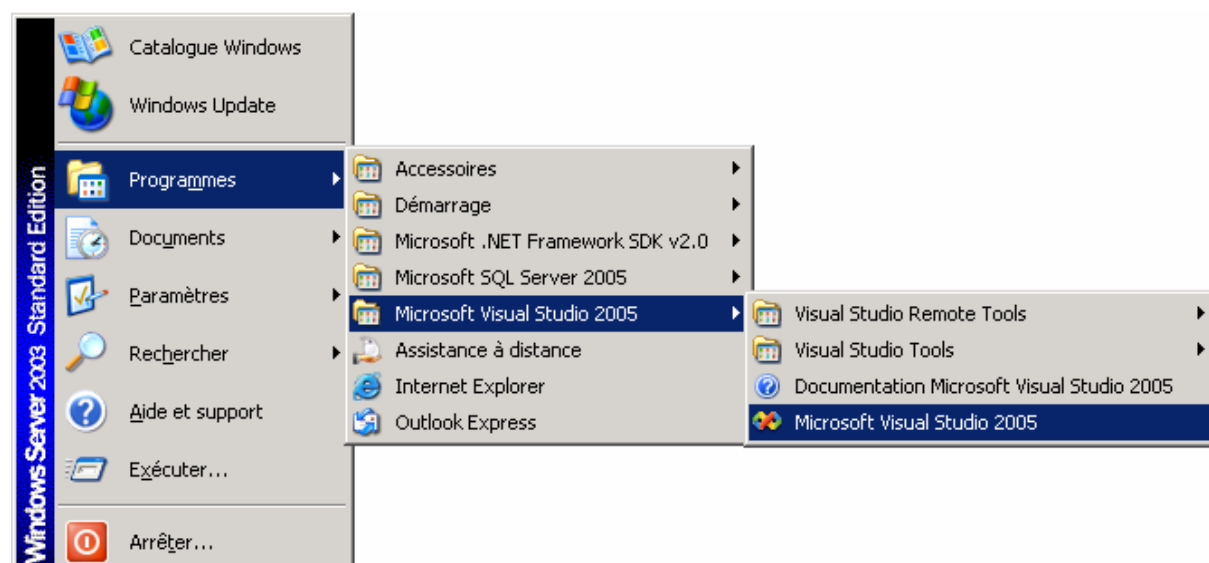 Windows Server 2003 Standard Edition
Catalogue Windows
Windows Update
Programmes
Documents
Paramètres
Rechercher
Aide et support
Exécuter...
Arrêter...
Accessoires
Démarrage
Microsoft .NET Framework SDK v2.0
Microsoft SQL Server 2005
Microsoft Visual Studio 2005
Assistance à distance
Internet Explorer
Outlook Express
Visual Studio Remote Tools
Visual Studio Tools
Documentation Microsoft Visual Studio 2005
Microsoft Visual Studio 2005